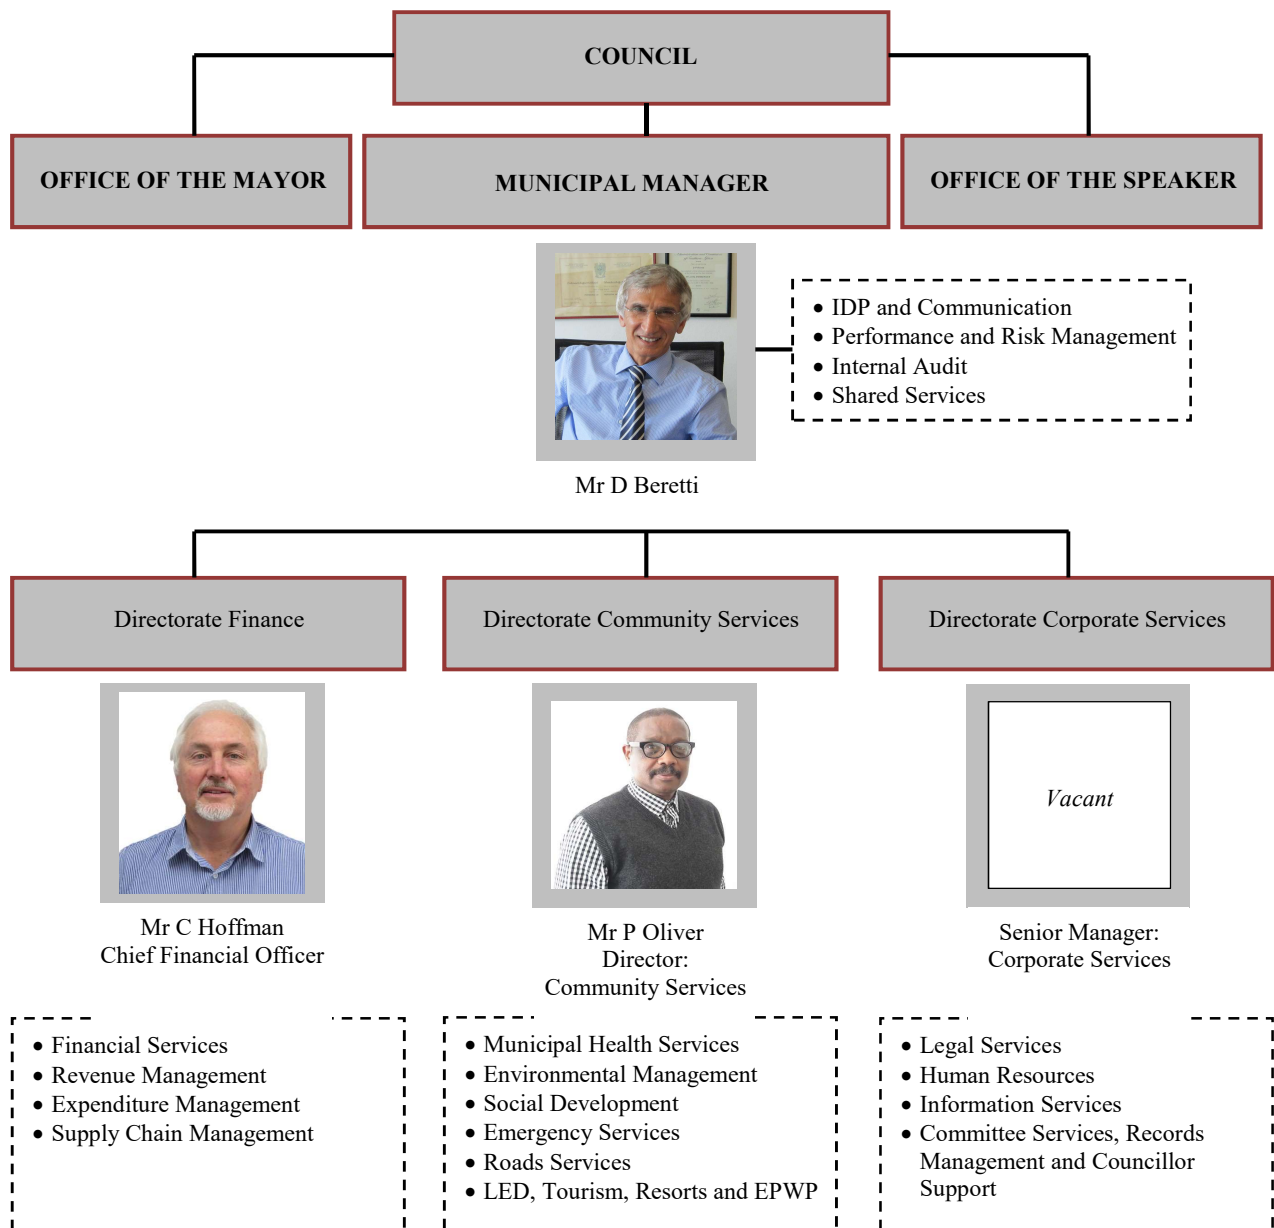 COUNCIL
OFFICE OF THE MAYOR
MUNICIPAL MANAGER
OFFICE OF THE SPEAKER
• IDP and Communication
• Performance and Risk Management
• Internal Audit
• Shared Services
Mr D Beretti
Directorate Finance
Directorate Community Services
Directorate Corporate Services
Vacant
Mr C Hoffman
Chief Financial Officer
Mr P Oliver
Director:
Community Services
Senior Manager:
Corporate Services
• Financial Services
• Revenue Management
• Expenditure Management
• Supply Chain Management
• Municipal Health Services
• Environmental Management
• Social Development
• Emergency Services
• Roads Services
• LED, Tourism, Resorts and EPWP
• Legal Services
• Human Resources
• Information Services
• Committee Services, Records
Management and Councillor
Support